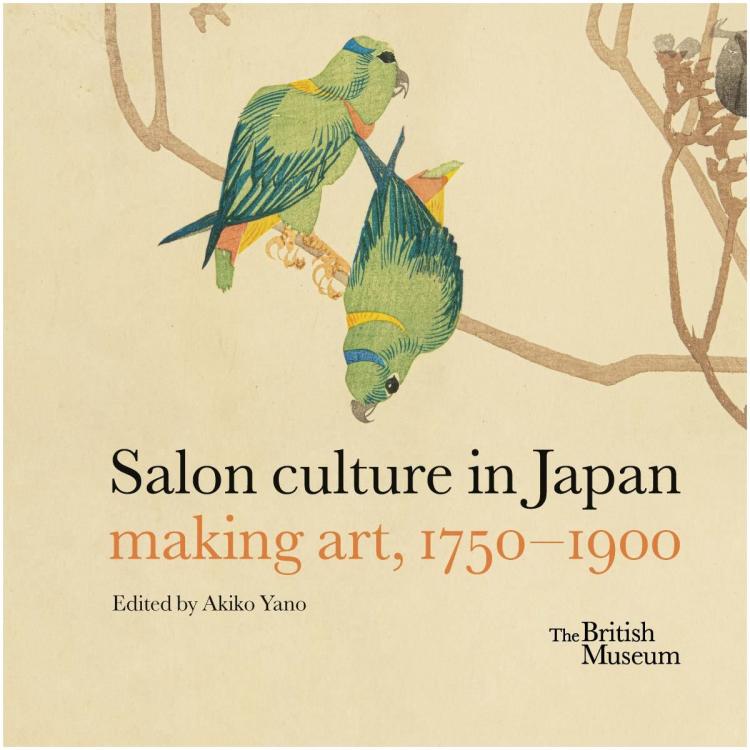 Salon culture in Japan
making art, 1750–1900
Edited by Akiko Yano
The British
Museum